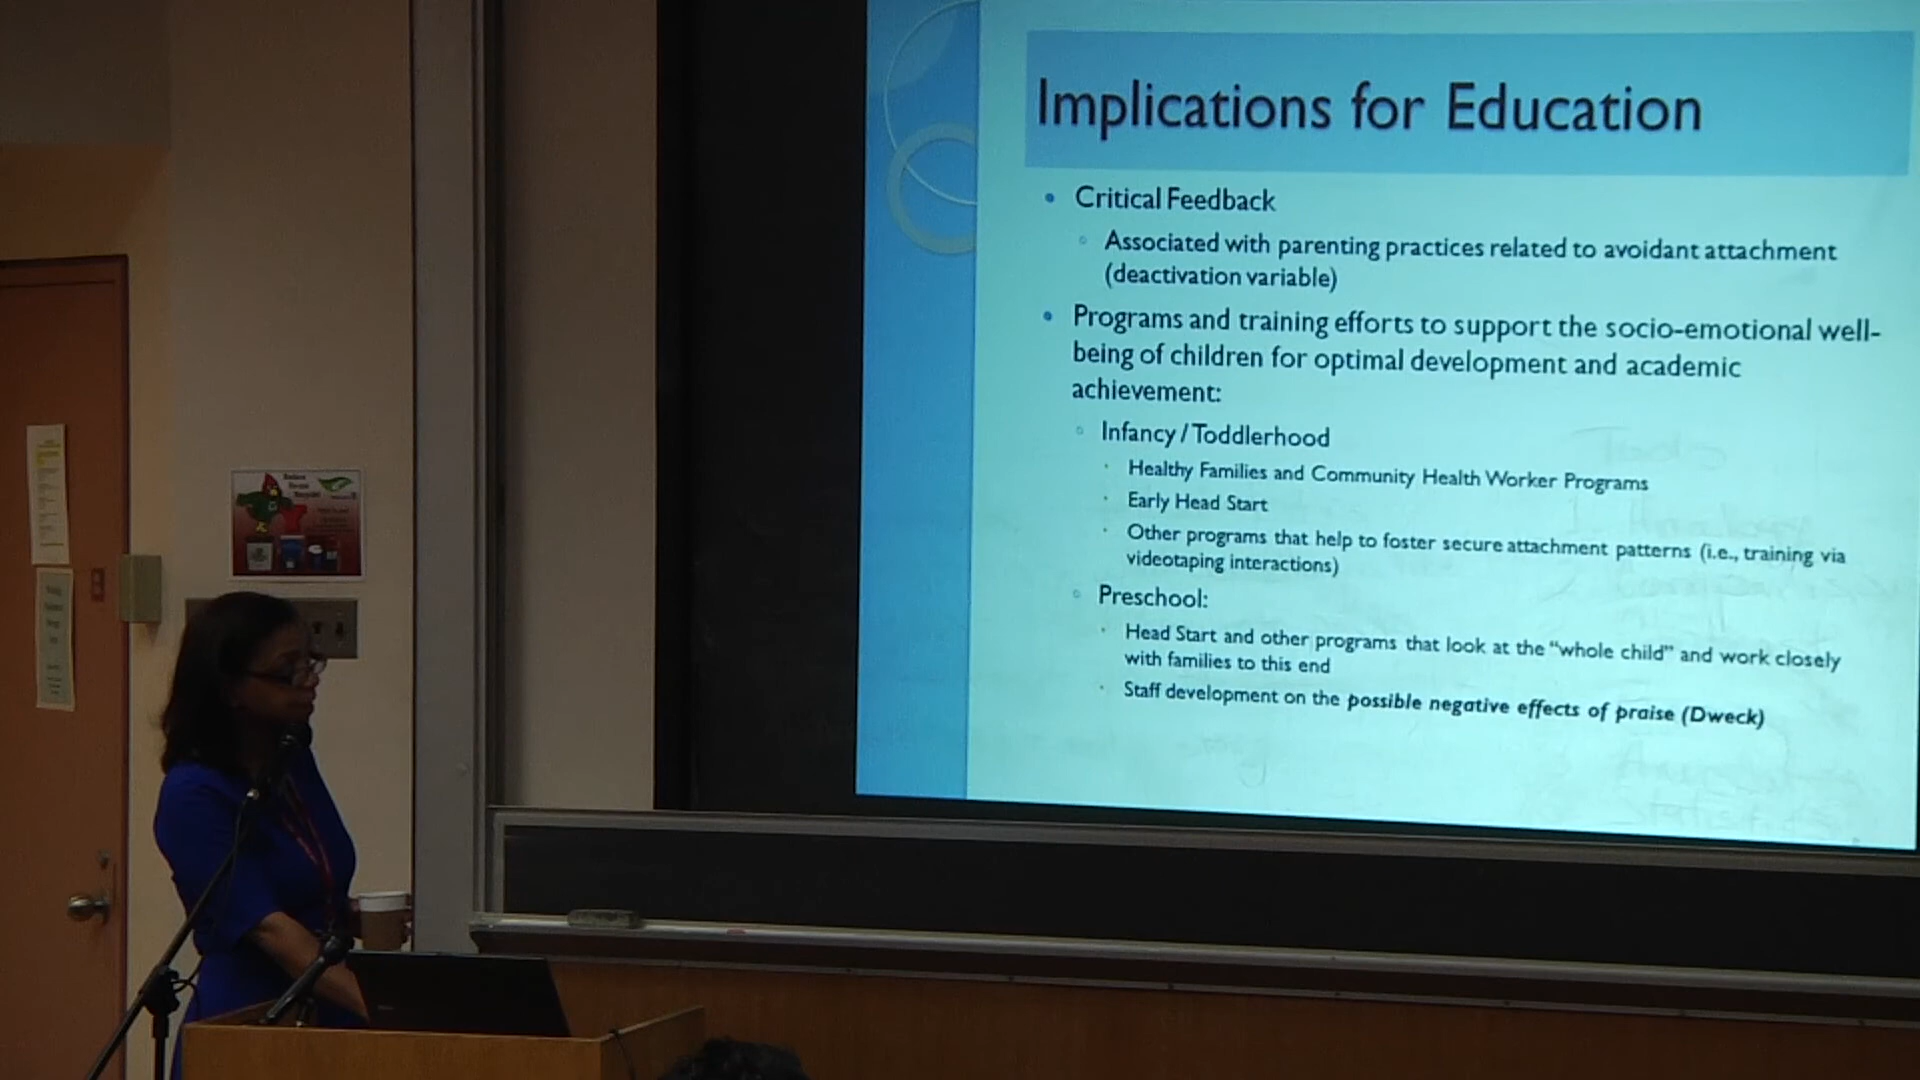 Implications for Education
Critical Feedback
Associated with parenting practices related to avoidant attachment
(deactivation variable)
Programs and training efforts to support the socio-emotional well-
being of children for optimal development and academic
achievement:
Infancy / Toddlerhood
Healthy Families and Community Health Worker Programs
Early Head Start
Other programs that help to foster secure attachment patterns (i.e., training via
videotaping interactions)
Preschool:
Head Start and other programs that look at the “whole child” and work closely
with families to this end
Staff development on the possible negative effects of praise (Dweck)